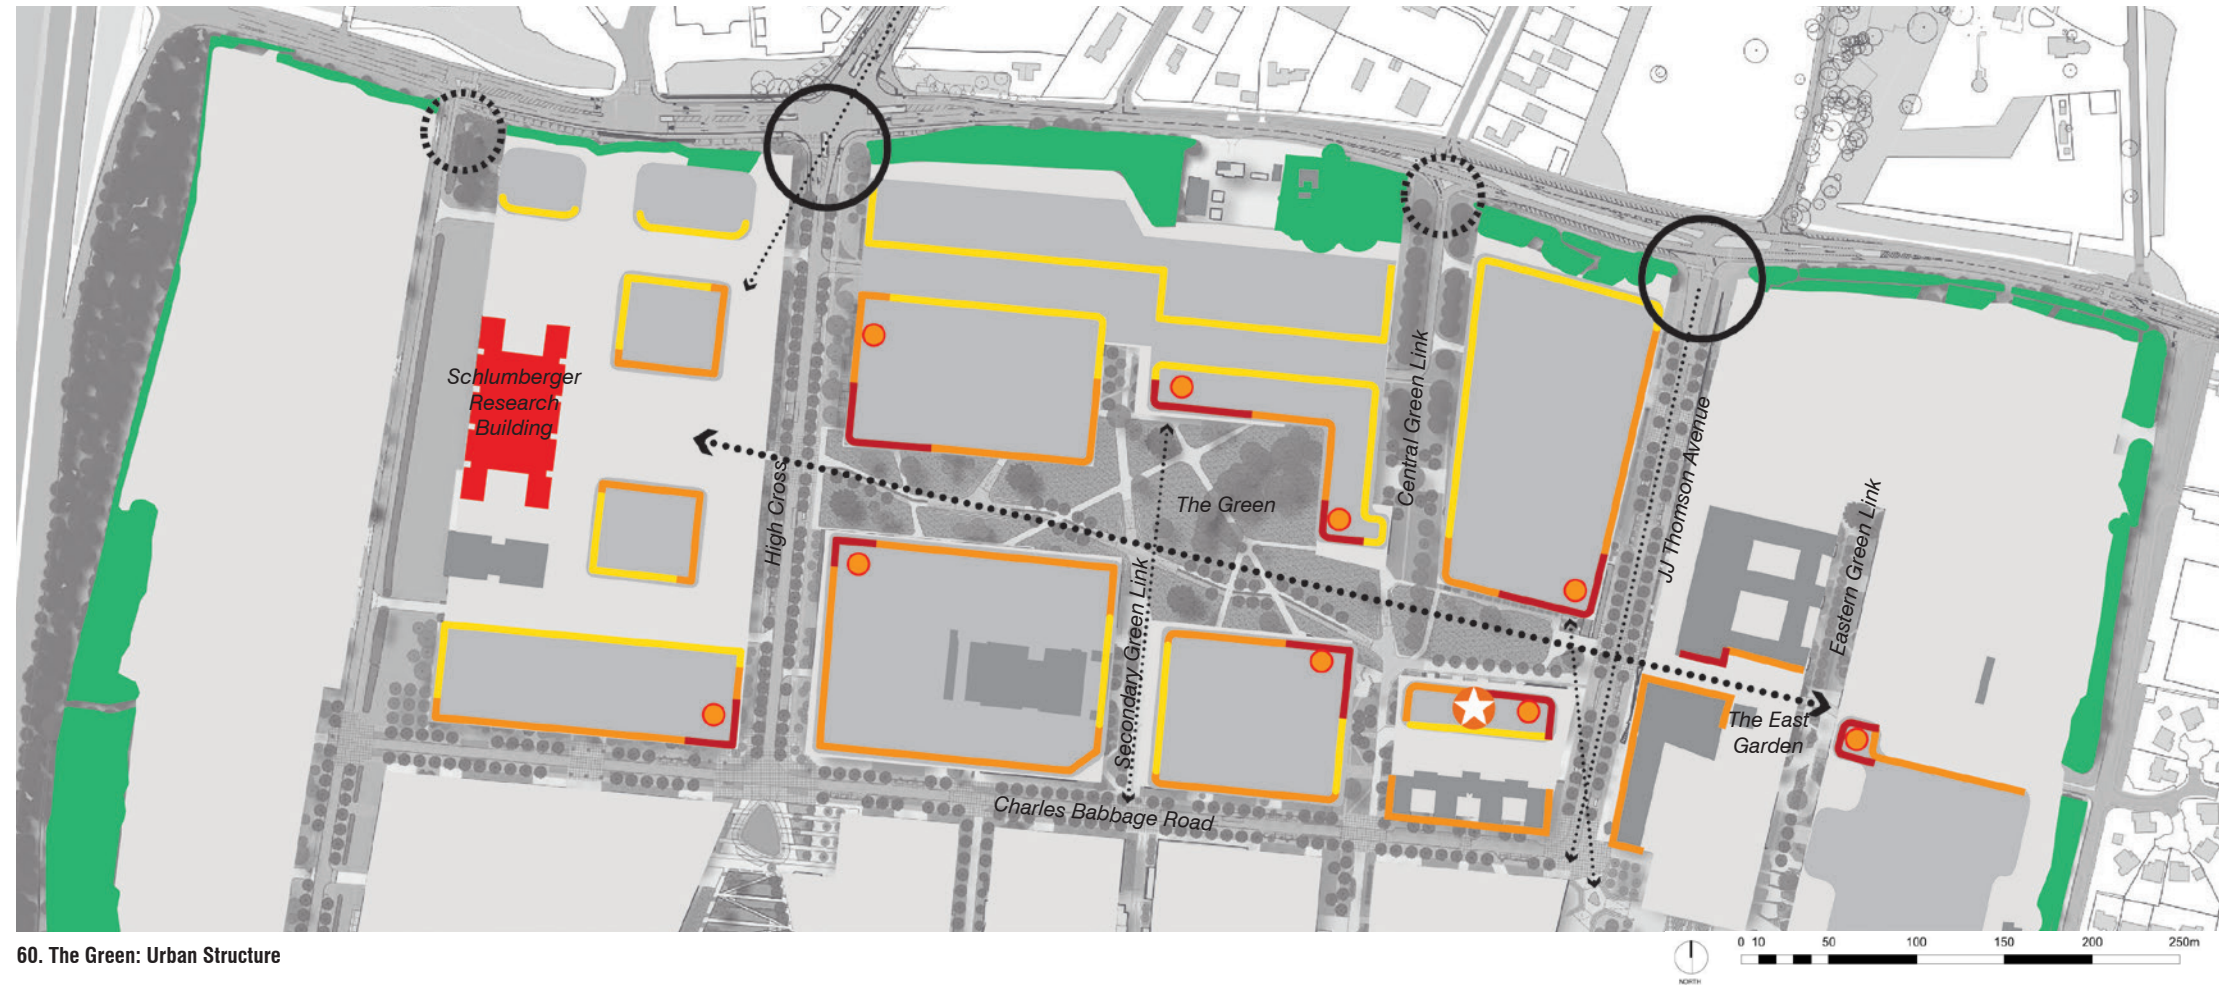 Schlumberger
Research
Building
High Cross
The Green
Central Green Link
JJ Thomson Avenue
Eastern Green Link
Secondary Green Link
The East
Garden
Charles Babbage Road
60. The Green: Urban Structure
NORTH
0 10 50 100 150 200 250m